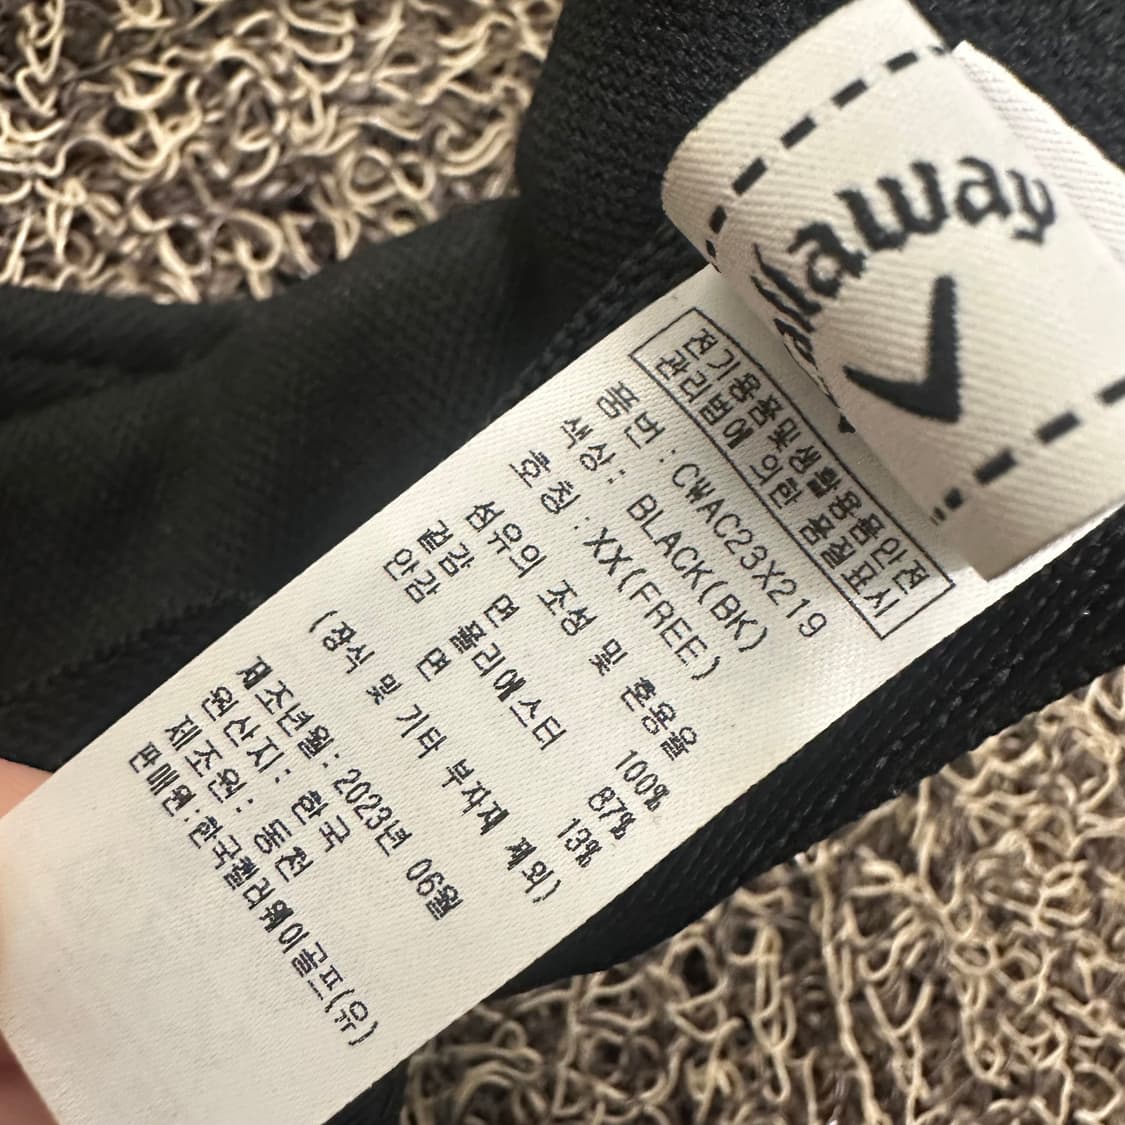 llaway
전기용품및생활용품안전
관리법에 의한 품질표시
품번 : CWAC23X219
색상: BLACK(BK)
호칭 :XX(FREE)
섬유의 조성 및 혼용율
겉감 면 100%
안감 폴리에스터 87%
면 13%
(장식 및 기타 부자재 제외)
제조년월: 2023년 06월
원산지: 한국
제조원: 동전
판매원:한국캘러웨이골프(유)